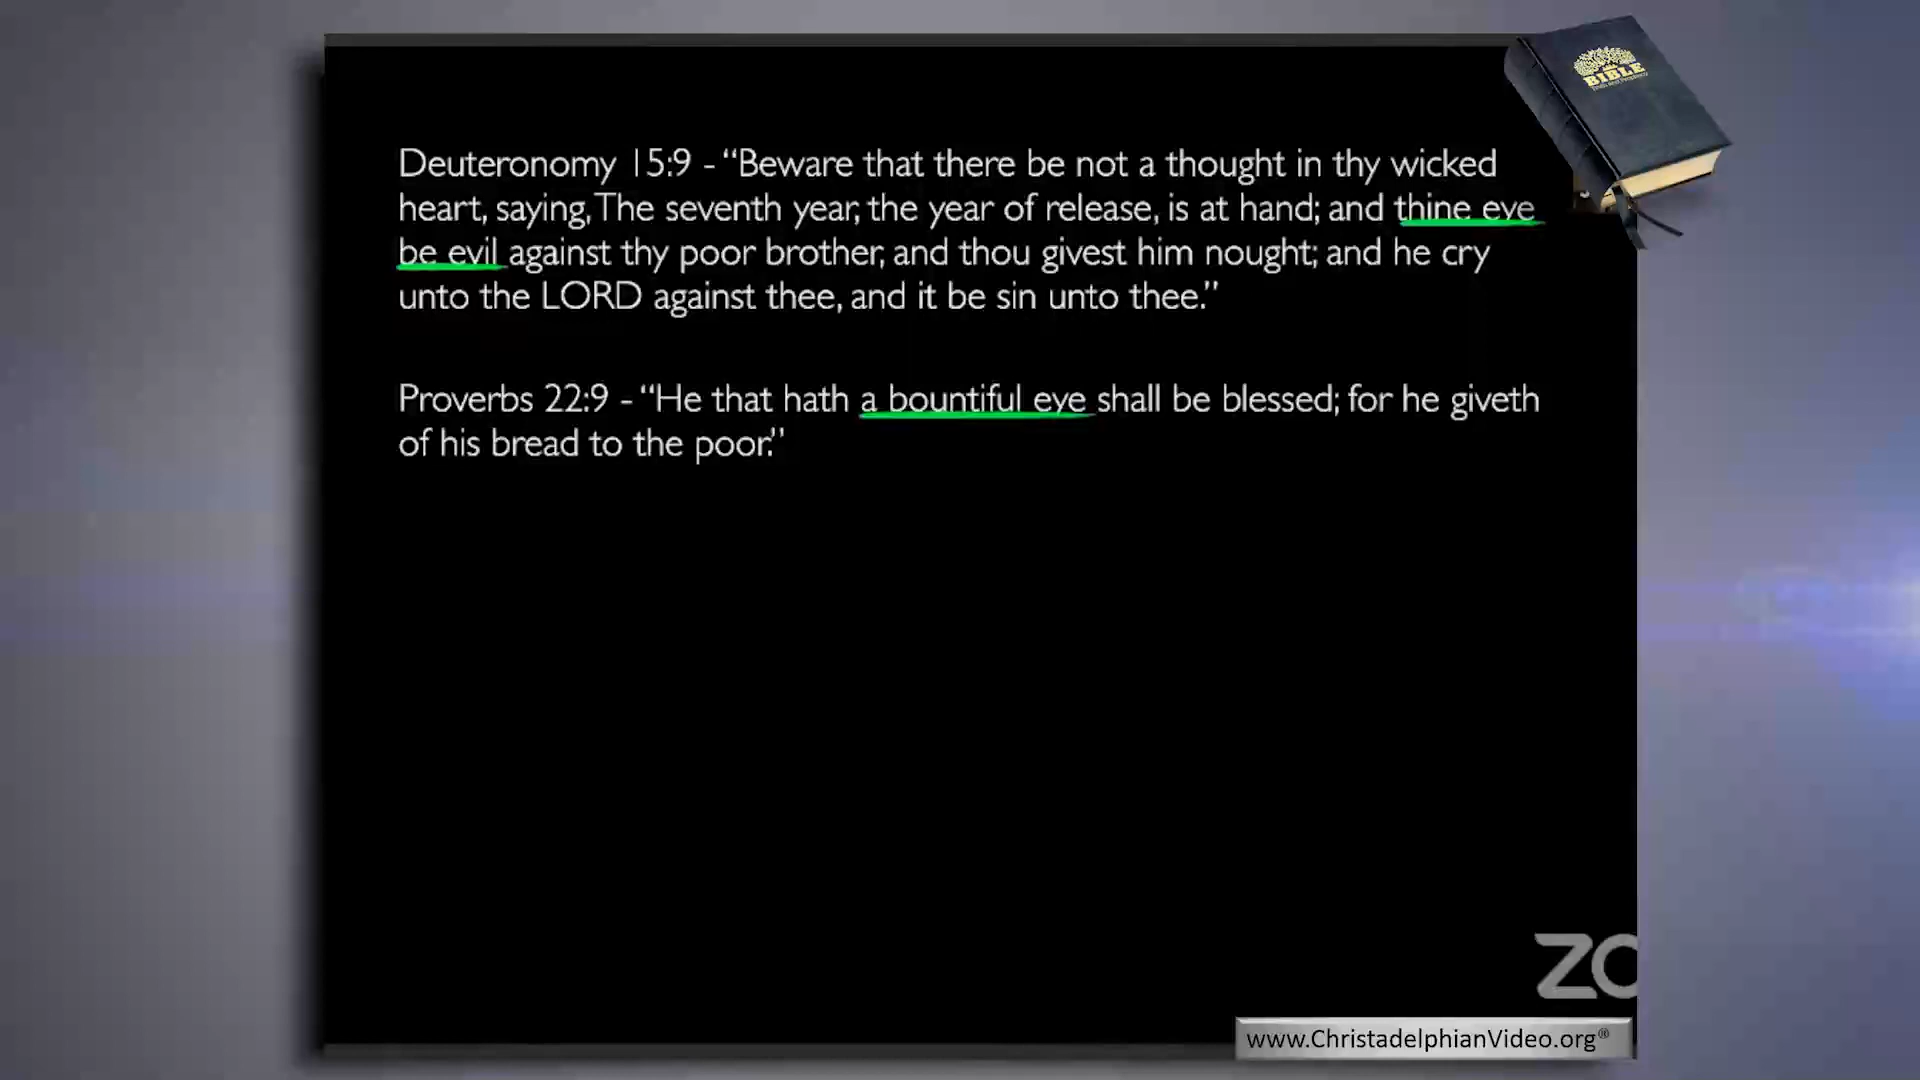 BIBLE
Deuteronomy 15:9 - “Beware that there be not a thought in thy wicked
heart, saying, The seventh year, the year of release, is at hand; and thine eye
be evil against thy poor brother, and thou givest him nought; and he cry
unto the LORD against thee, and it be sin unto thee.”
Proverbs 22:9 - “He that hath a bountiful eye shall be blessed; for he giveth
of his bread to the poor.”
ZO
www.ChristadelphianVideo.org®